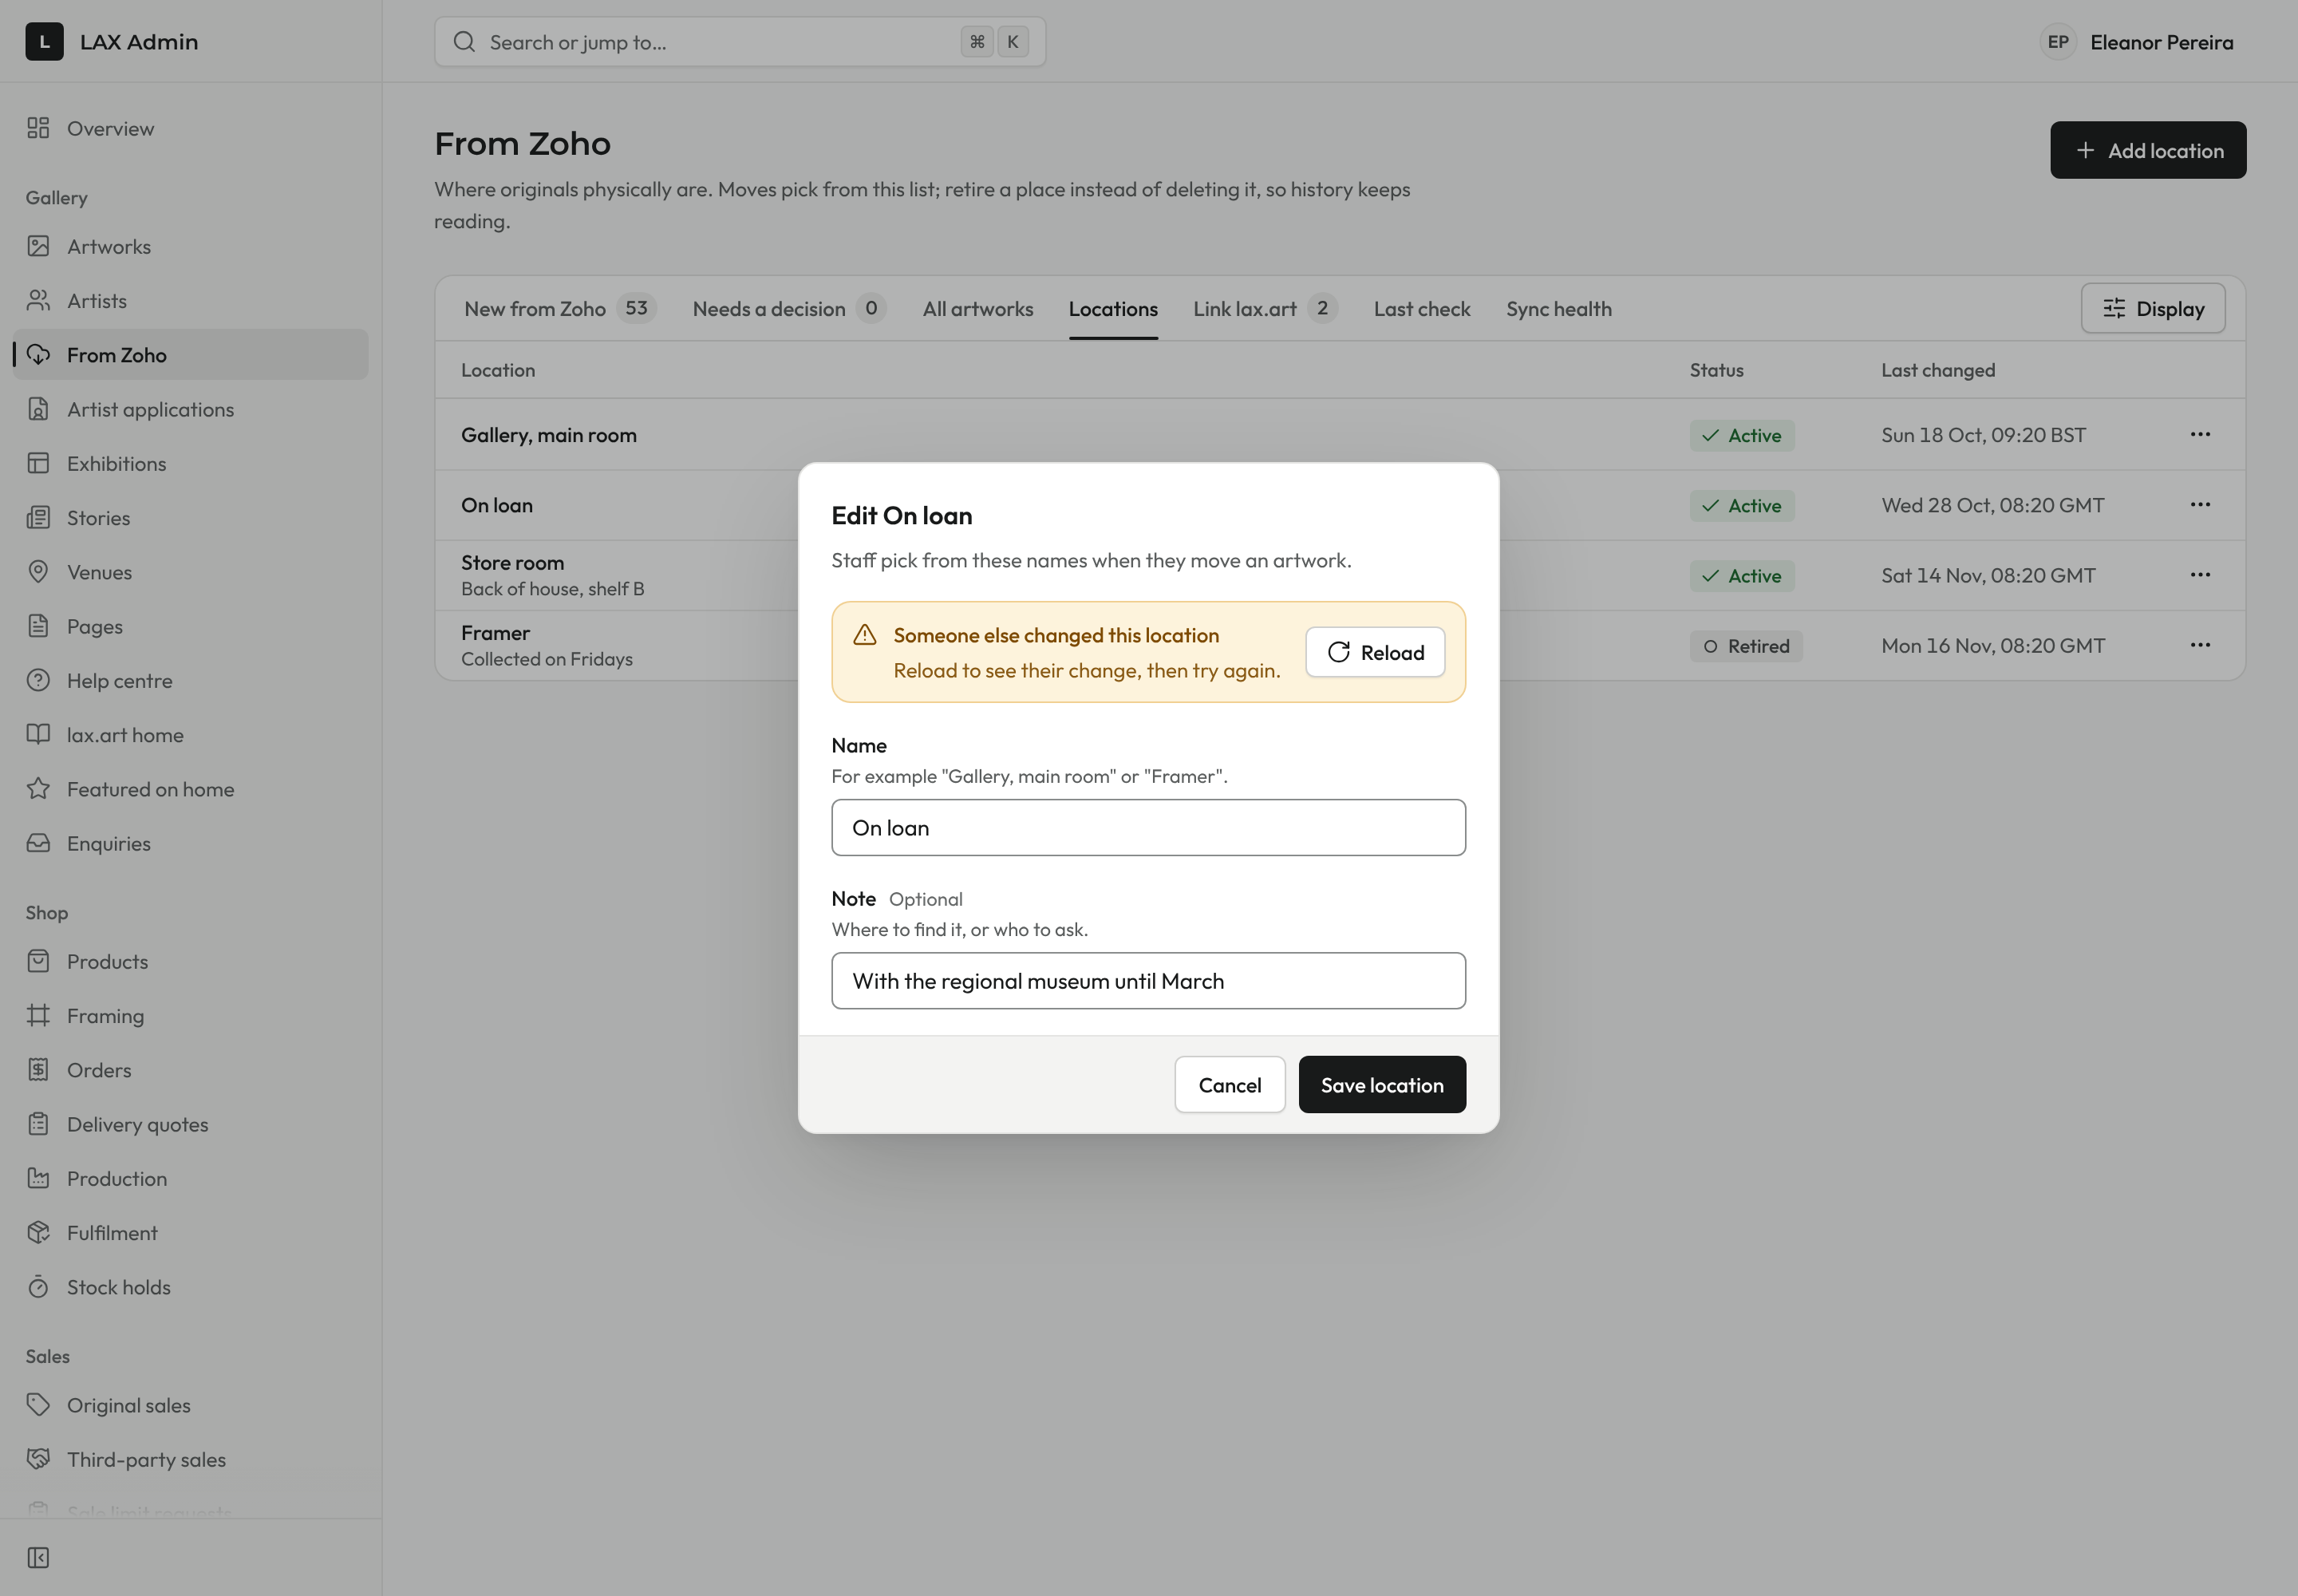 L LAX Admin
Search or jump to…
⌘ K
EP Eleanor Pereira
Overview
Gallery
Artworks
Artists
From Zoho
Artist applications
Exhibitions
Stories
Venues
Pages
Help centre
lax.art home
Featured on home
Enquiries
Shop
Products
Framing
Orders
Delivery quotes
Production
Fulfilment
Stock holds
Sales
Original sales
Third-party sales
Sale limit requests
From Zoho
Where originals physically are. Moves pick from this list; retire a place instead of deleting it, so history keeps
reading.
Add location
New from Zoho 53 Needs a decision 0 All artworks Locations Link lax.art 2 Last check Sync health Display
Location Status Last changed
Gallery, main room Active Sun 18 Oct, 09:20 BST
On loan Active Wed 28 Oct, 08:20 GMT
Store room
Back of house, shelf B
Active Sat 14 Nov, 08:20 GMT
Framer
Collected on Fridays
Retired Mon 16 Nov, 08:20 GMT
Edit On loan
Staff pick from these names when they move an artwork.
Someone else changed this location
Reload to see their change, then try again.
Reload
Name
For example "Gallery, main room" or "Framer".
On loan
Note Optional
Where to find it, or who to ask.
With the regional museum until March
Cancel Save location